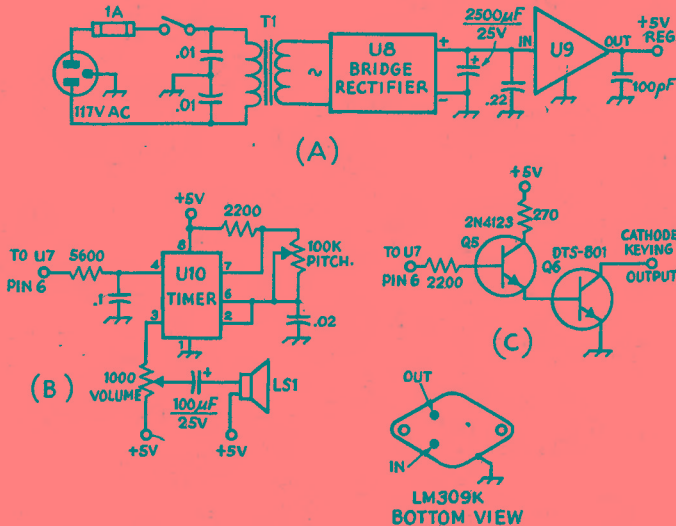 1A
T1
.01
.01
117V AC
U8
BRIDGE
RECTIFIER
~
+
-
2500µF
25V
+
.22
IN
U9
OUT
+5V
REG
100pF
(A)
+5V
2200
TO U7
PIN 6
5600
.1
8
4
U10
TIMER
7
6
2
3
1
100K
PITCH.
.02
1000
VOLUME
+
100µF
25V
LS1
+5V
+5V
(B)
+5V
270
2N4123
Q5
TO U7
PIN 6
2200
DTS-801
Q6
CATHODE
KEYING
OUTPUT
(C)
OUT
IN
LM309K
BOTTOM VIEW